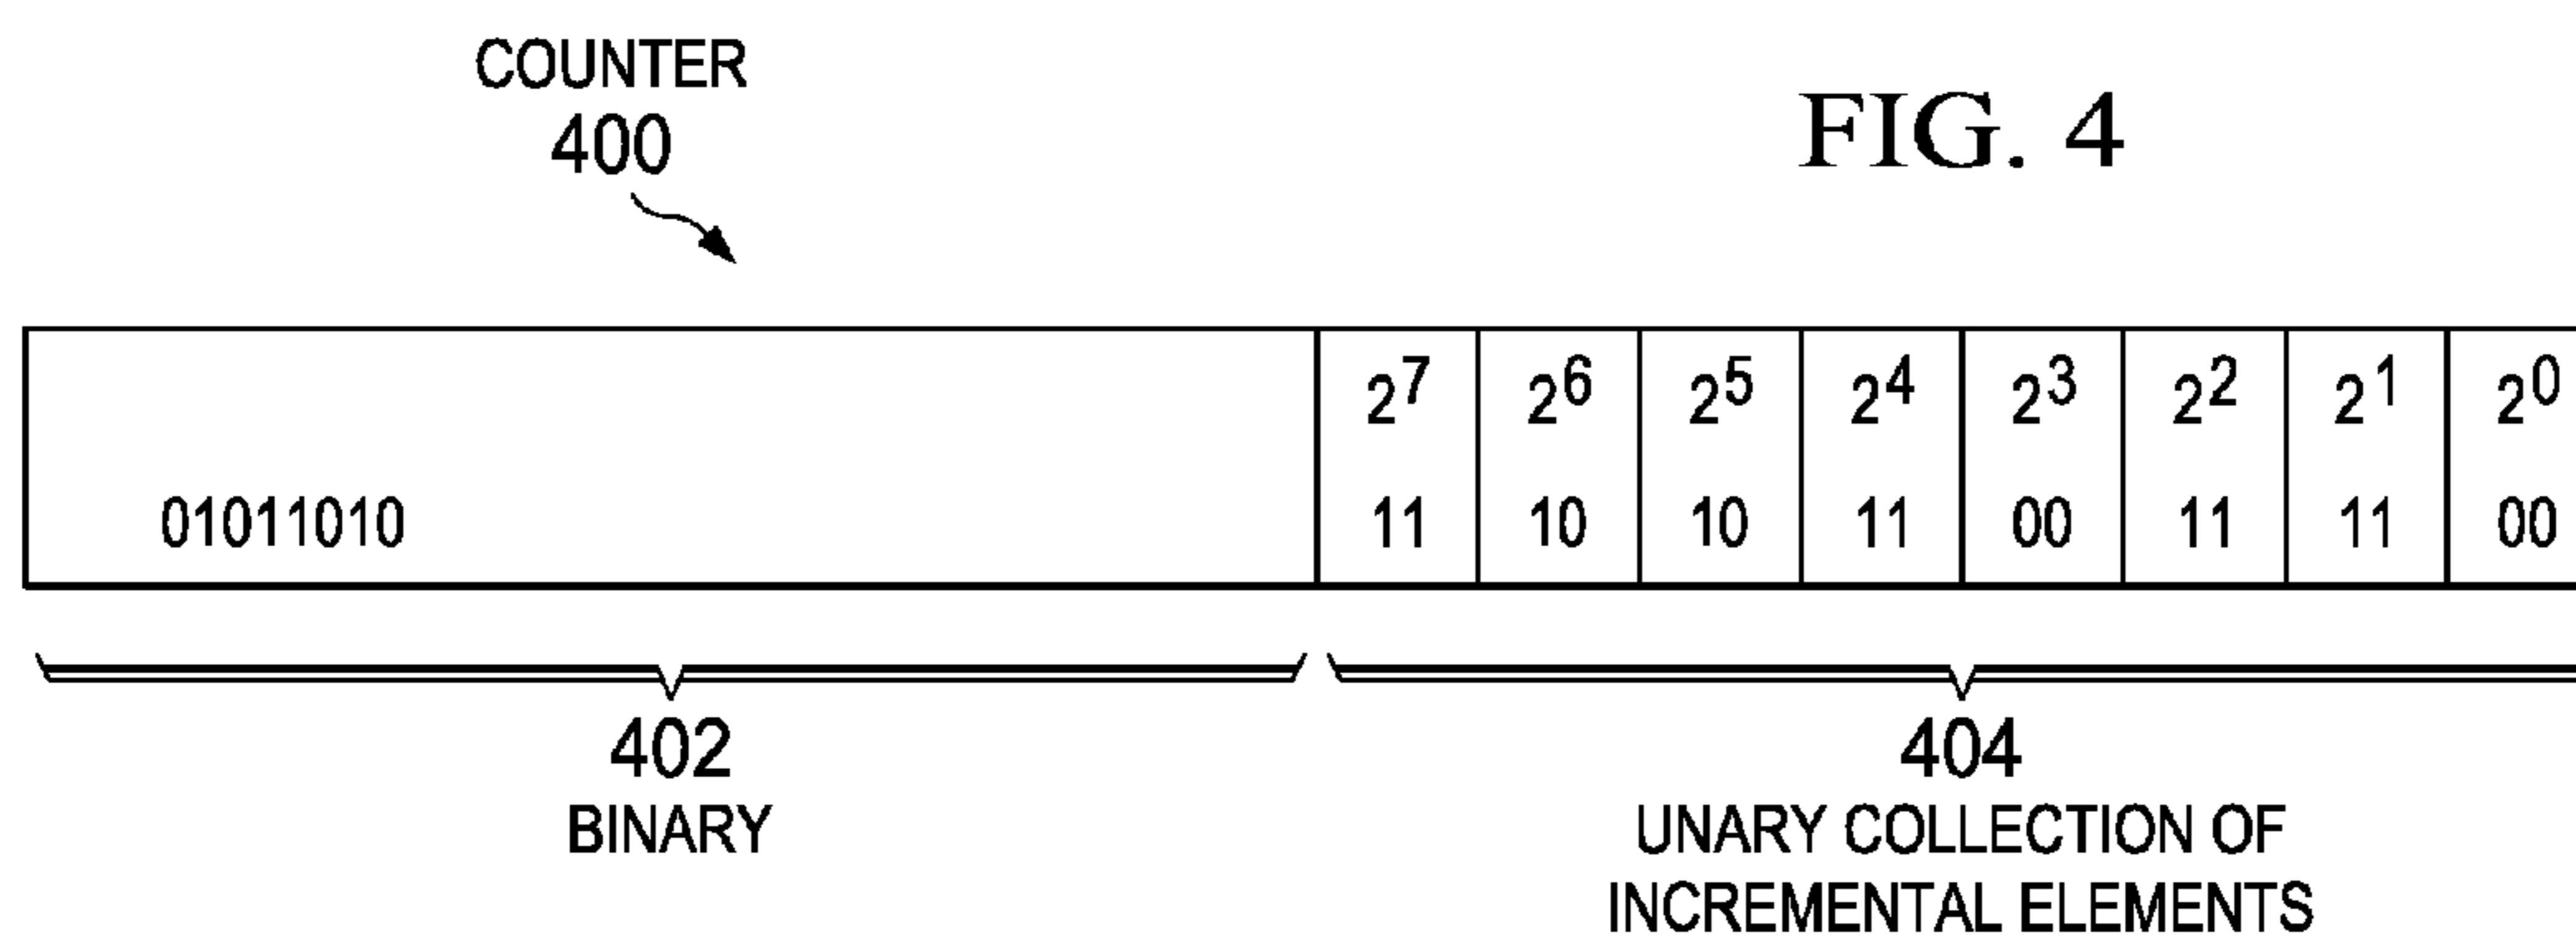 COUNTER
400
FIG. 4
2^7 2^6 2^5 2^4 2^3 2^2 2^1 2^0
01011010 11 10 10 11 00 11 11 00
402
BINARY
404
UNARY COLLECTION OF
INCREMENTAL ELEMENTS